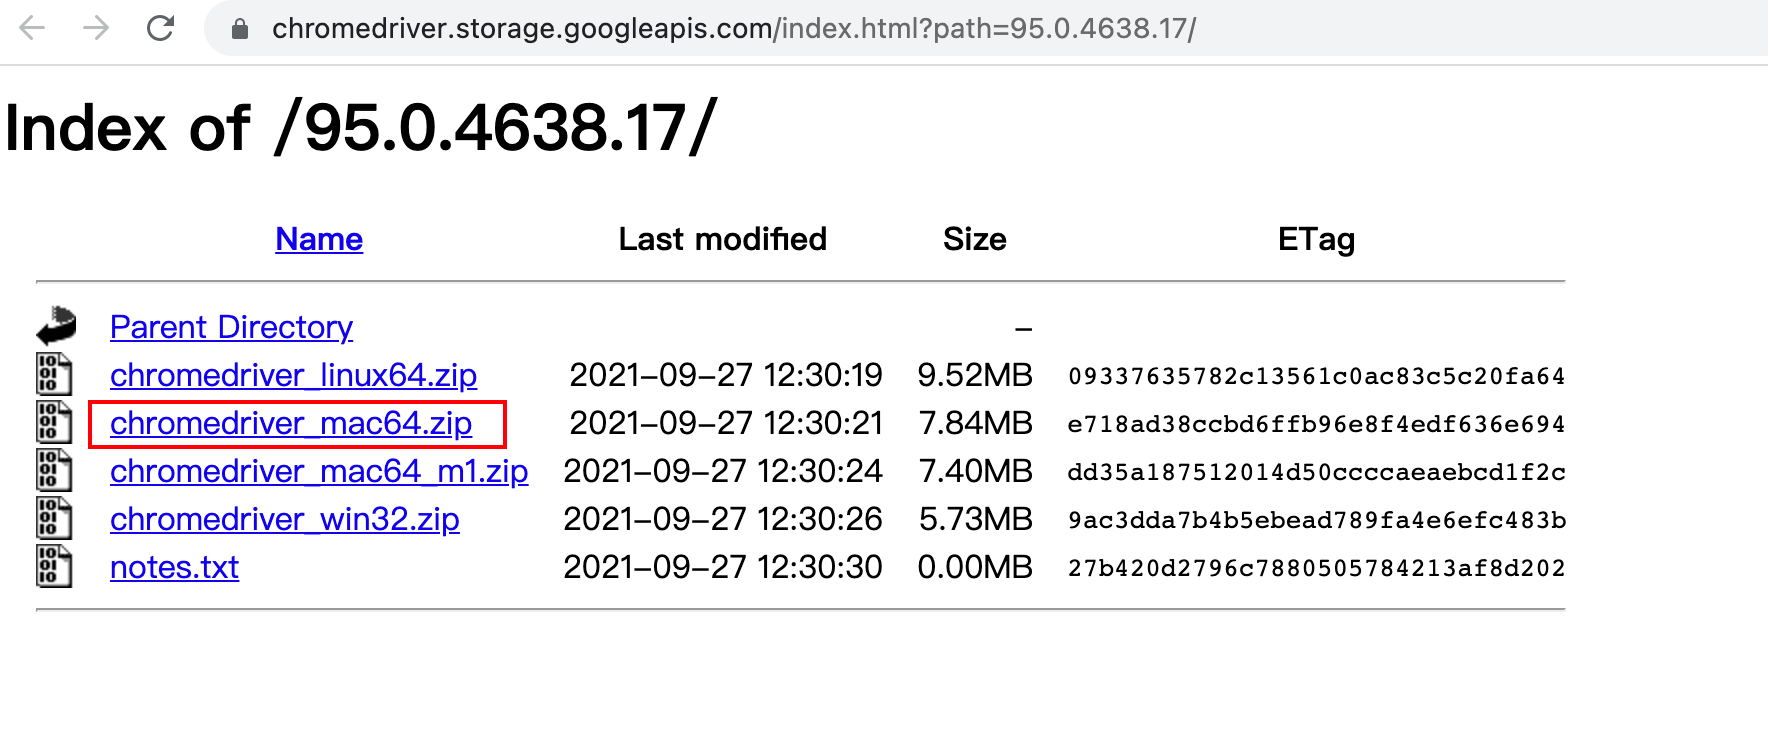 chromedriver.storage.googleapis.com/index.html?path=95.0.4638.17/
Index of /95.0.4638.17/
Name Last modified Size ETag
Parent Directory –
chromedriver_linux64.zip 2021–09–27 12:30:19 9.52MB 09337635782c13561c0ac83c5c20fa64
chromedriver_mac64.zip 2021–09–27 12:30:21 7.84MB e718ad38ccbd6ffb96e8f4edf636e694
chromedriver_mac64_m1.zip 2021–09–27 12:30:24 7.40MB dd35a187512014d50ccccaeaebcd1f2c
chromedriver_win32.zip 2021–09–27 12:30:26 5.73MB 9ac3dda7b4b5ebead789fa4e6efc483b
notes.txt 2021–09–27 12:30:30 0.00MB 27b420d2796c7880505784213af8d202